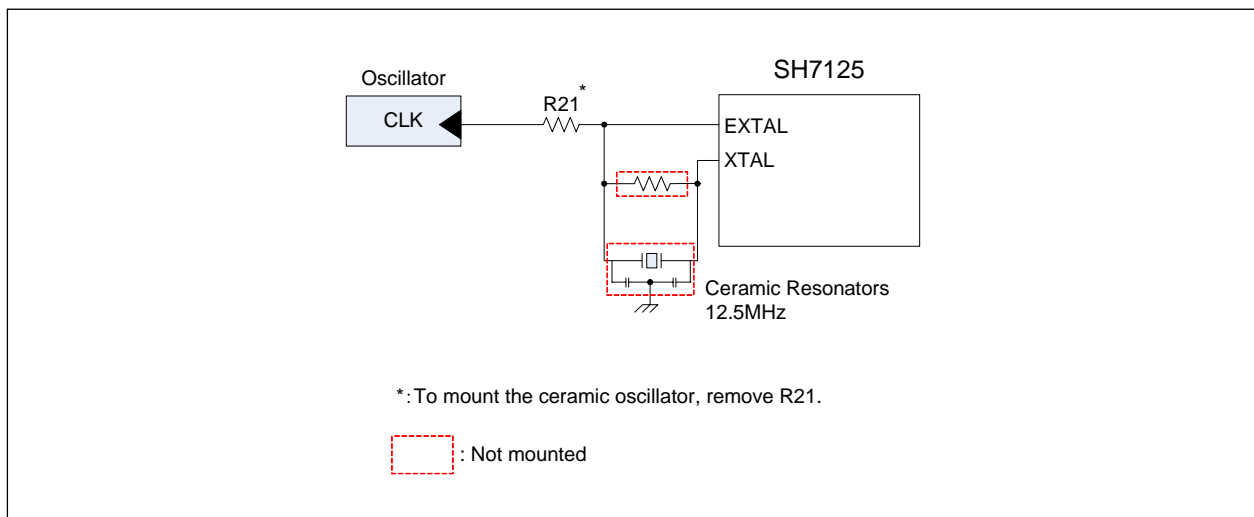 SH7125
Oscillator
CLK
R21*
EXTAL
XTAL
Ceramic Resonators
12.5MHz
*:To mount the ceramic oscillator, remove R21.
: Not mounted